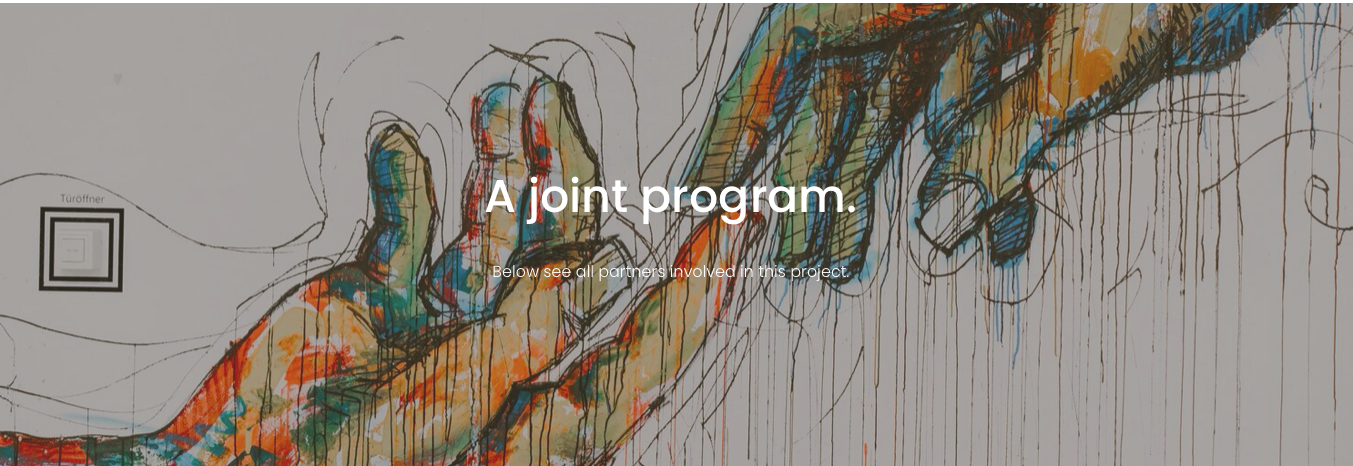 Türöffner
A joint program.
Below see all partners involved in this project.